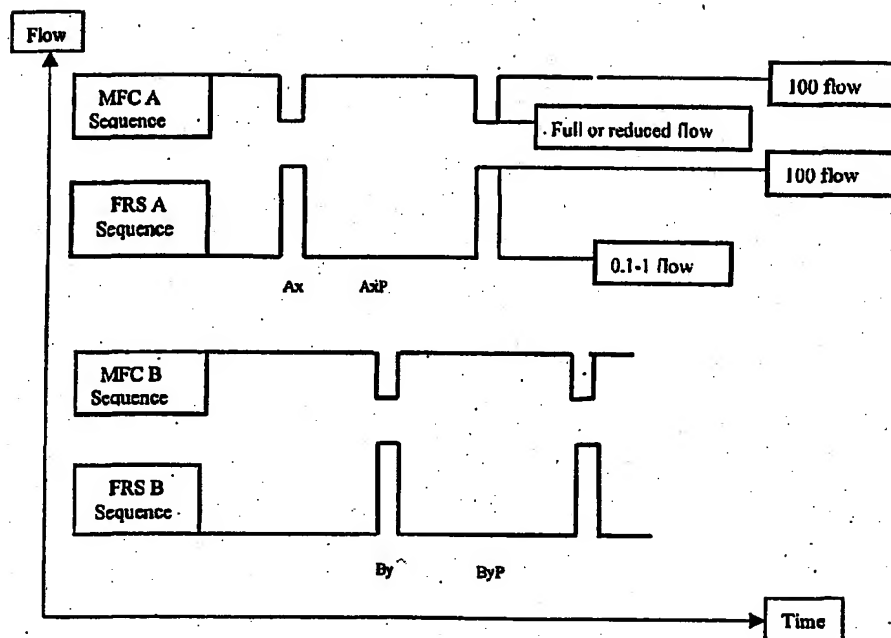 Flow
MFC A
Sequence
100 flow
Full or reduced flow
100 flow
FRS A
Sequence
0.1-1 flow
Ax
AxP
MFC B
Sequence
FRS B
Sequence
By
ByP
Time